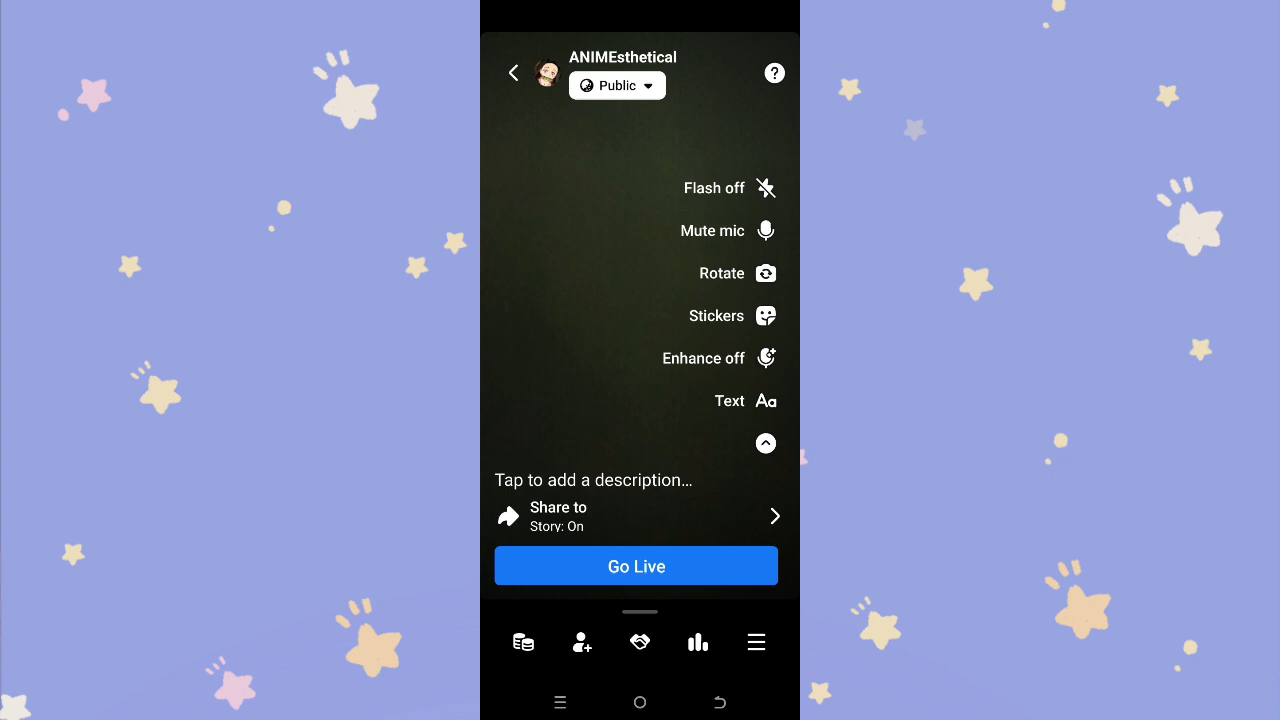 ANIMEsthetical
Public
Flash off
Mute mic
Rotate
Stickers
Enhance off
Text Aa
Tap to add a description...
Share to
Story: On
Go Live